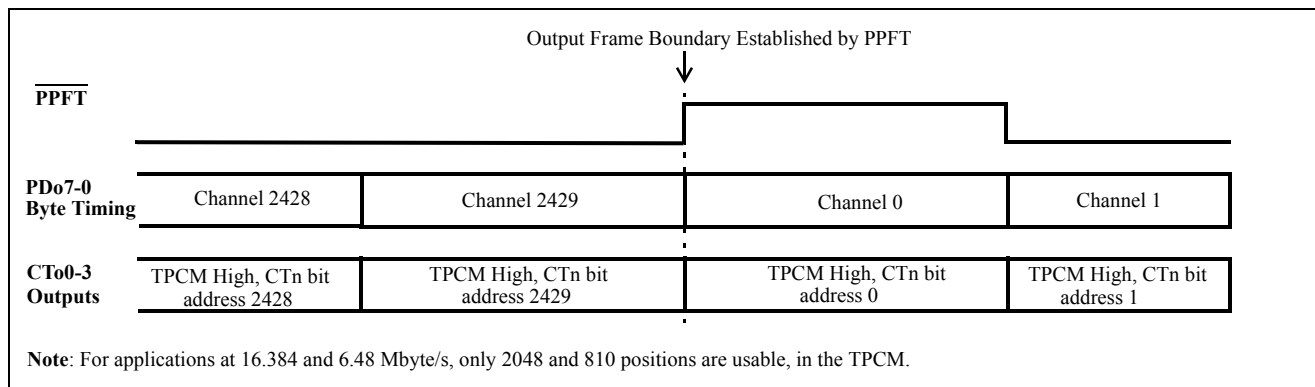 Output Frame Boundary Established by PPFT
PPFT
PDo7-0
Byte Timing
Channel 2428
Channel 2429
Channel 0
Channel 1
CTo0-3
Outputs
TPCM High, CTn bit
address 2428
TPCM High, CTn bit
address 2429
TPCM High, CTn bit
address 0
TPCM High, CTn bit
address 1
Note: For applications at 16.384 and 6.48 Mbyte/s, only 2048 and 810 positions are usable, in the TPCM.